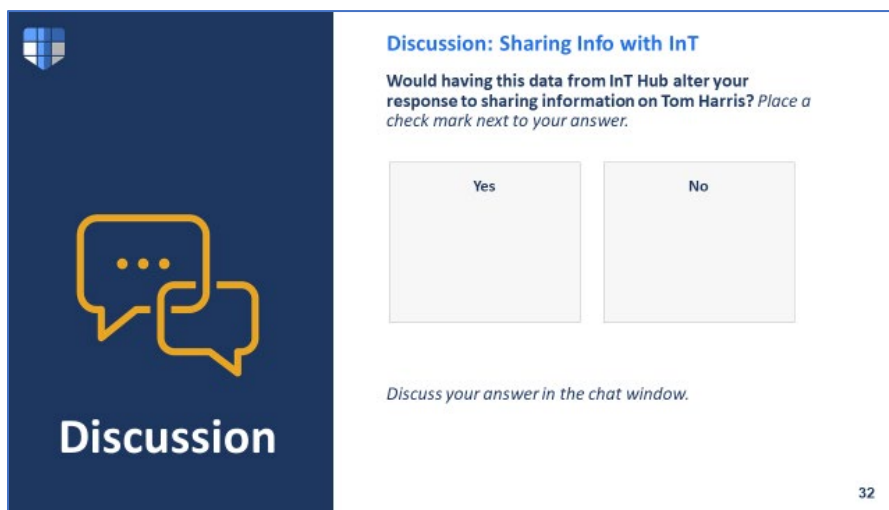 Discussion: Sharing Info with InT
Would having this data from InT Hub alter your
response to sharing information on Tom Harris? Place a
check mark next to your answer.
Yes
No
Discuss your answer in the chat window.
Discussion
32